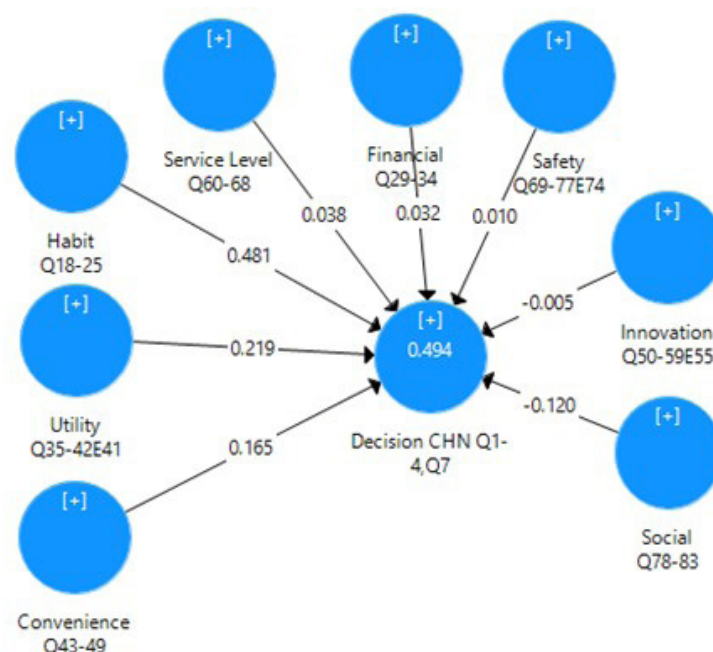 [+]
Service Level
Q60-68
[+]
Financial
Q29-34
[+]
Safety
Q69-77E74
[+]
Habit
Q18-25
0.038
0.032
0.010
0.481
[+]
Innovation
Q50-59E55
-0.005
[+]
Utility
Q35-42E41
0.219
[+]
0.494
Decision CHN Q1-
4,Q7
-0.120
[+]
Social
Q78-83
0.165
[+]
Convenience
Q43-49